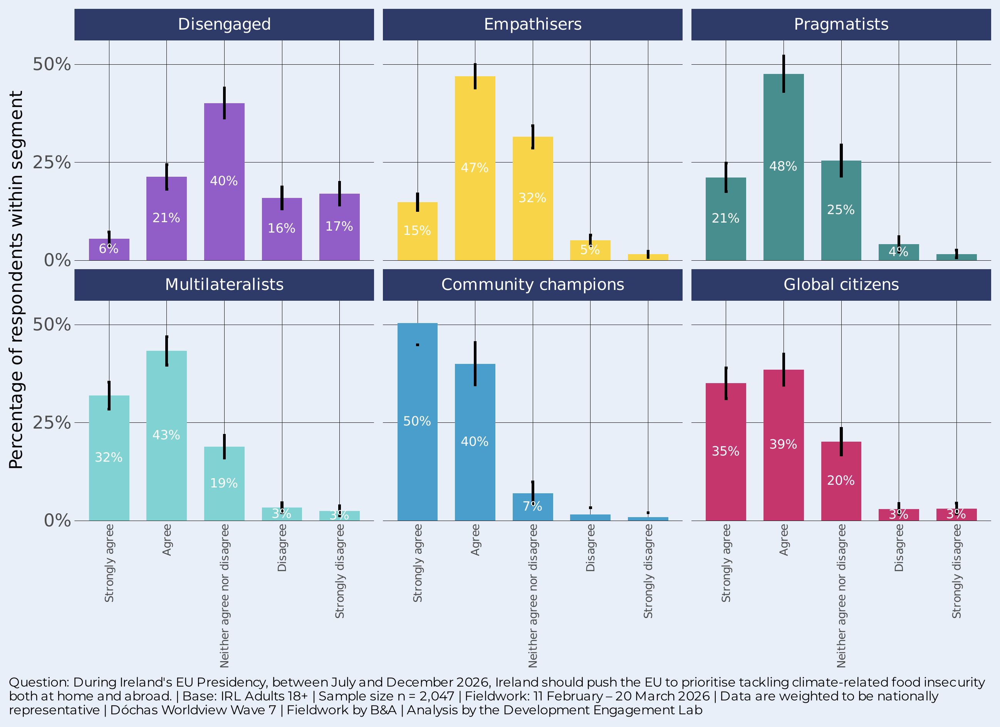 Disengaged
Empathisers
Pragmatists
Percentage of respondents within segment
50%
25%
0%
6%
21%
40%
16%
17%
15%
47%
32%
5%
21%
48%
25%
4%
Multilateralists
Community champions
Global citizens
50%
25%
0%
32%
43%
19%
3%
3%
50%
40%
7%
35%
39%
20%
3%
3%
Strongly agree
Agree
Neither agree nor disagree
Disagree
Strongly disagree
Strongly agree
Agree
Neither agree nor disagree
Disagree
Strongly disagree
Strongly agree
Agree
Neither agree nor disagree
Disagree
Strongly disagree
Question: During Ireland's EU Presidency, between July and December 2026, Ireland should push the EU to prioritise tackling climate-related food insecurity
both at home and abroad. | Base: IRL Adults 18+ | Sample size n = 2,047 | Fieldwork: 11 February – 20 March 2026 | Data are weighted to be nationally
representative | Dóchas Worldview Wave 7 | Fieldwork by B&A | Analysis by the Development Engagement Lab